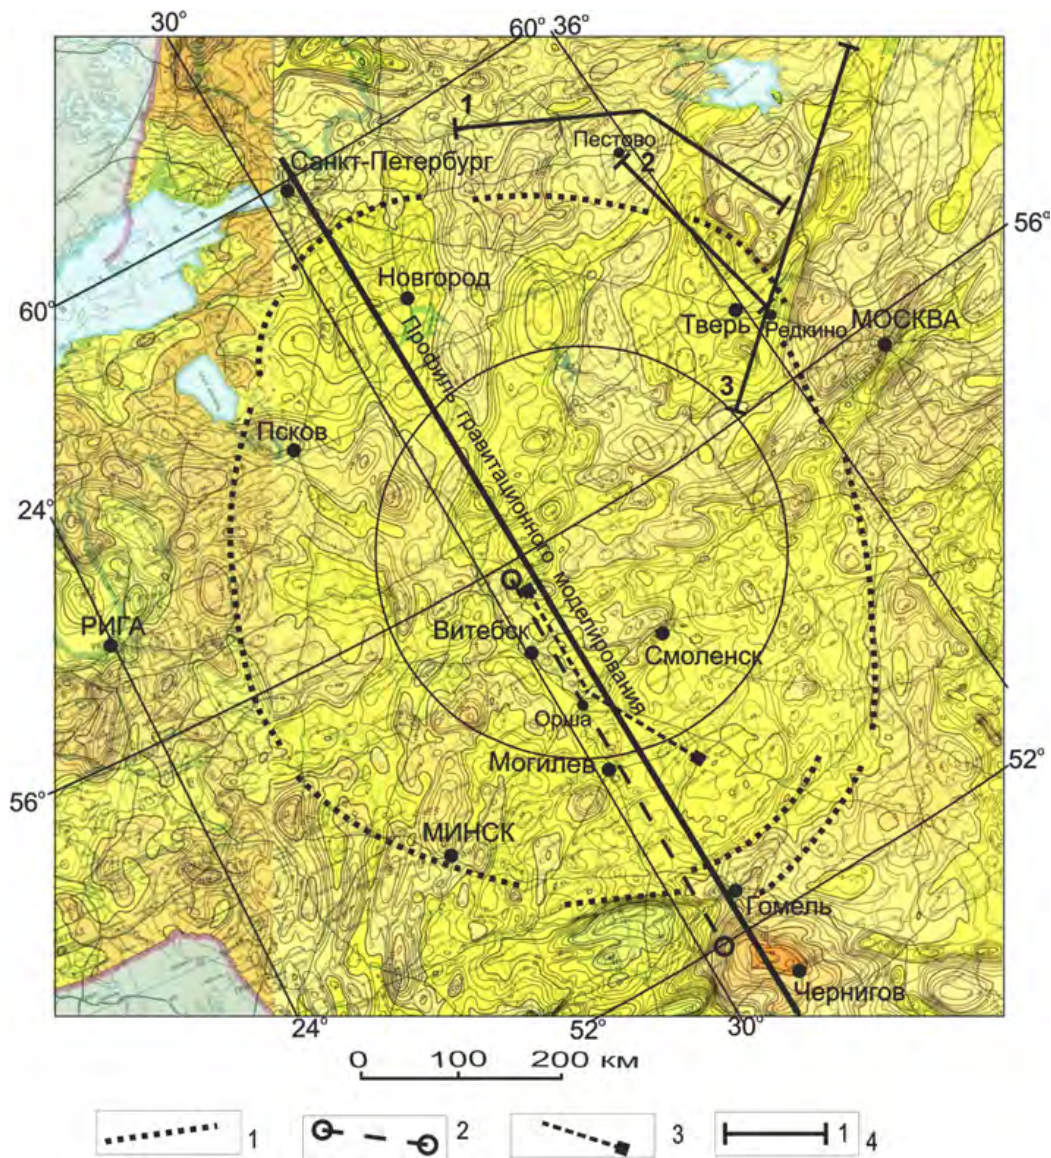 30°
60° 36°
1
Пестово
2
Санкт-Петербург
56°
Новгород
60°
Тверь
Редкино
МОСКВА
3
Псков
Профиль гравитационного моделирования
24°
РИГА
Витебск
Смоленск
Орша
Могилев
52°
56°
МИНСК
Гомель
Чернигов
24°
52°
30°
0 100 200 км
1
2
3
1 4